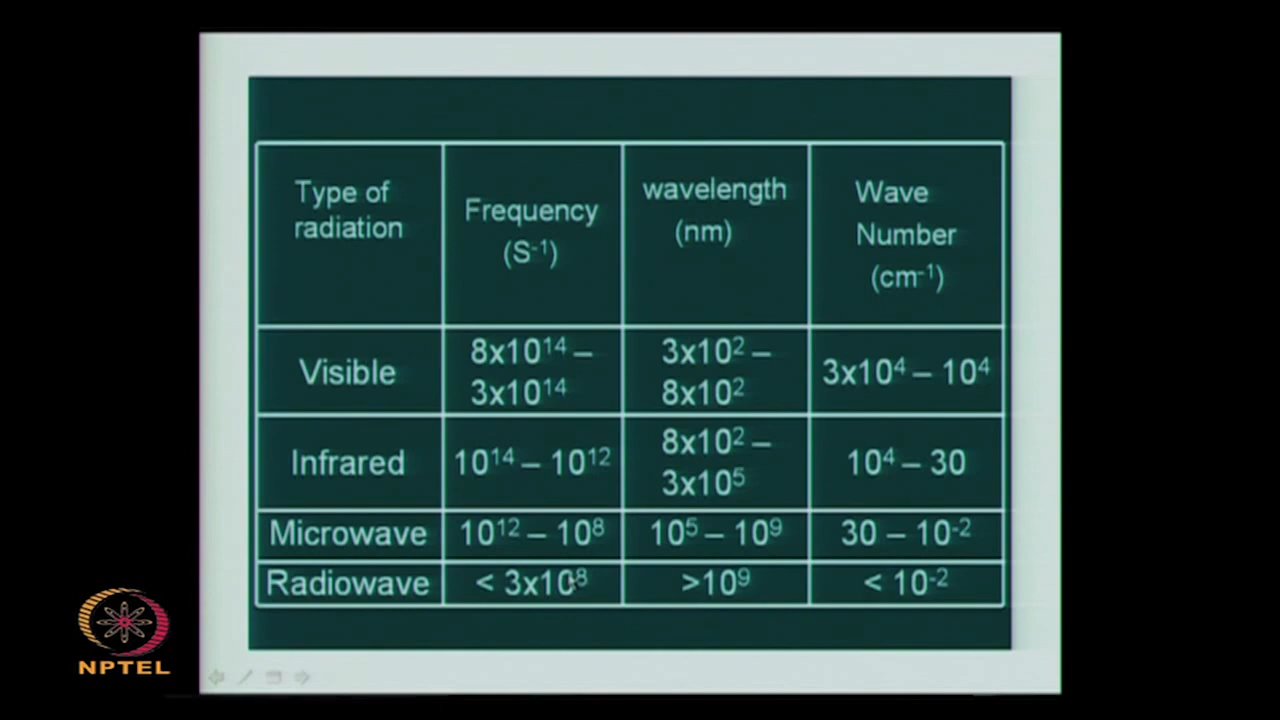 Type of
radiation
Frequency
(S⁻¹)
wavelength
(nm)
Wave
Number
(cm⁻¹)
Visible
8x10¹⁴ –
3x10¹⁴
3x10² –
8x10²
3x10⁴ – 10⁴
Infrared
10¹⁴ – 10¹²
8x10² –
3x10⁵
10⁴ – 30
Microwave
10¹² – 10⁸
10⁵ – 10⁹
30 – 10⁻²
Radiowave
< 3x10⁸
>10⁹
< 10⁻²
NPTEL